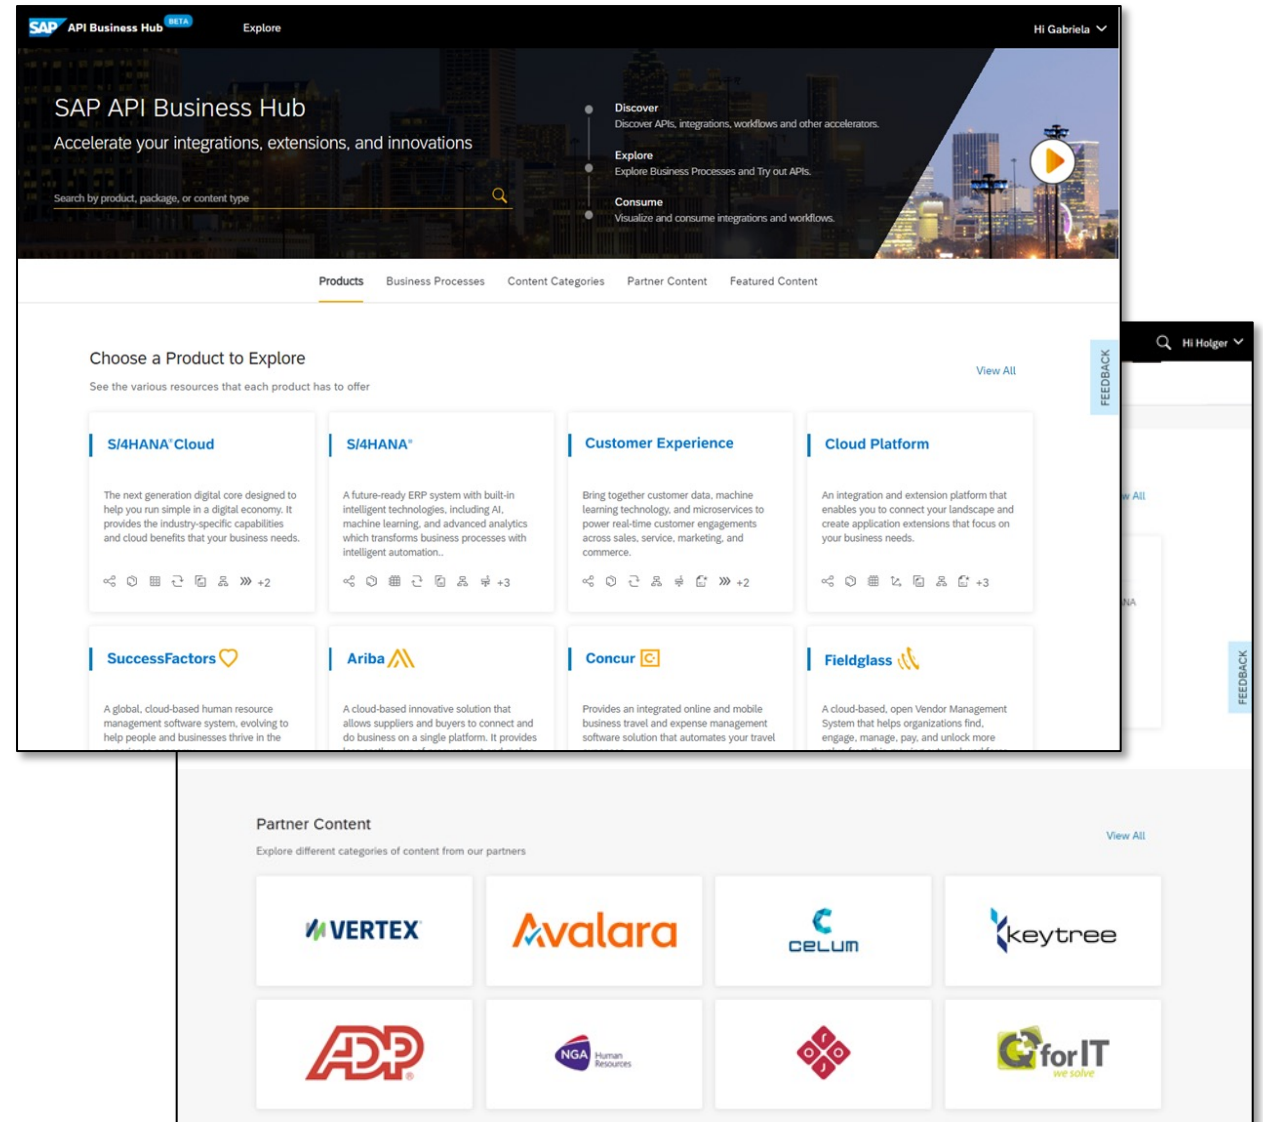 SAP API Business Hub BETA
Explore
Hi Gabriela
SAP API Business Hub
Accelerate your integrations, extensions, and innovations
Search by product, package, or content type
Discover
Discover APIs, integrations, workflows and other accelerators.
Explore
Explore Business Processes and Try out APIs.
Consume
Visualize and consume integrations and workflows.
Products Business Processes Content Categories Partner Content Featured Content
Choose a Product to Explore
See the various resources that each product has to offer
View All
FEEDBACK
S/4HANA® Cloud
The next generation digital core designed to
help you run simple in a digital economy. It
provides the industry-specific capabilities
and cloud benefits that your business needs.
+2
S/4HANA®
A future-ready ERP system with built-in
intelligent technologies, including AI,
machine learning, and advanced analytics
which transforms business processes with
intelligent automation..
+3
Customer Experience
Bring together customer data, machine
learning technology, and microservices to
power real-time customer engagements
across sales, service, marketing, and
commerce.
+2
Cloud Platform
An integration and extension platform that
enables you to connect your landscape and
create application extensions that focus on
your business needs.
+3
SuccessFactors
A global, cloud-based human resource
management software system, evolving to
help people and businesses thrive in the
Ariba
A cloud-based innovative solution that
allows suppliers and buyers to connect and
do business on a single platform. It provides
Concur
Provides an integrated online and mobile
business travel and expense management
software solution that automates your travel
Fieldglass
A cloud-based, open Vendor Management
System that helps organizations find,
engage, manage, pay, and unlock more
Hi Holger
w All
NA
FEEDBACK
Partner Content
Explore different categories of content from our partners
View All
VERTEX
Avalara
CELUM
keytree
ADP®
NGA Human
Resources
rooJ
QforIT
we solve